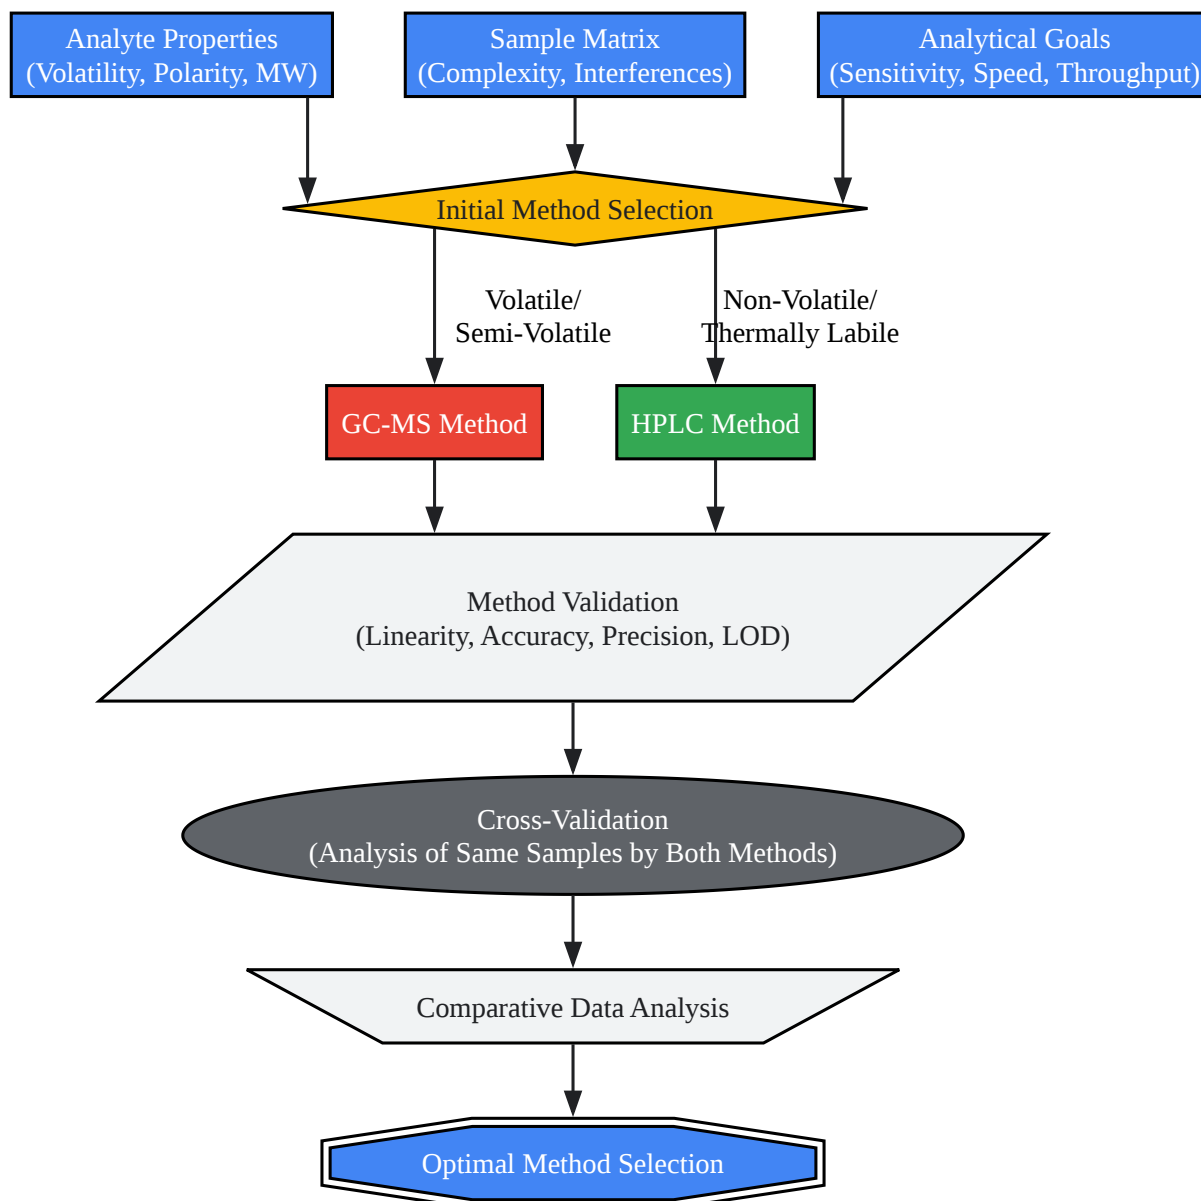 Analyte Properties
(Volatility, Polarity, MW)
Sample Matrix
(Complexity, Interferences)
Analytical Goals
(Sensitivity, Speed, Throughput)
Initial Method Selection
Volatile/
Semi-Volatile
Non-Volatile/
Thermally Labile
GC-MS Method
HPLC Method
Method Validation
(Linearity, Accuracy, Precision, LOD)
Cross-Validation
(Analysis of Same Samples by Both Methods)
Comparative Data Analysis
Optimal Method Selection